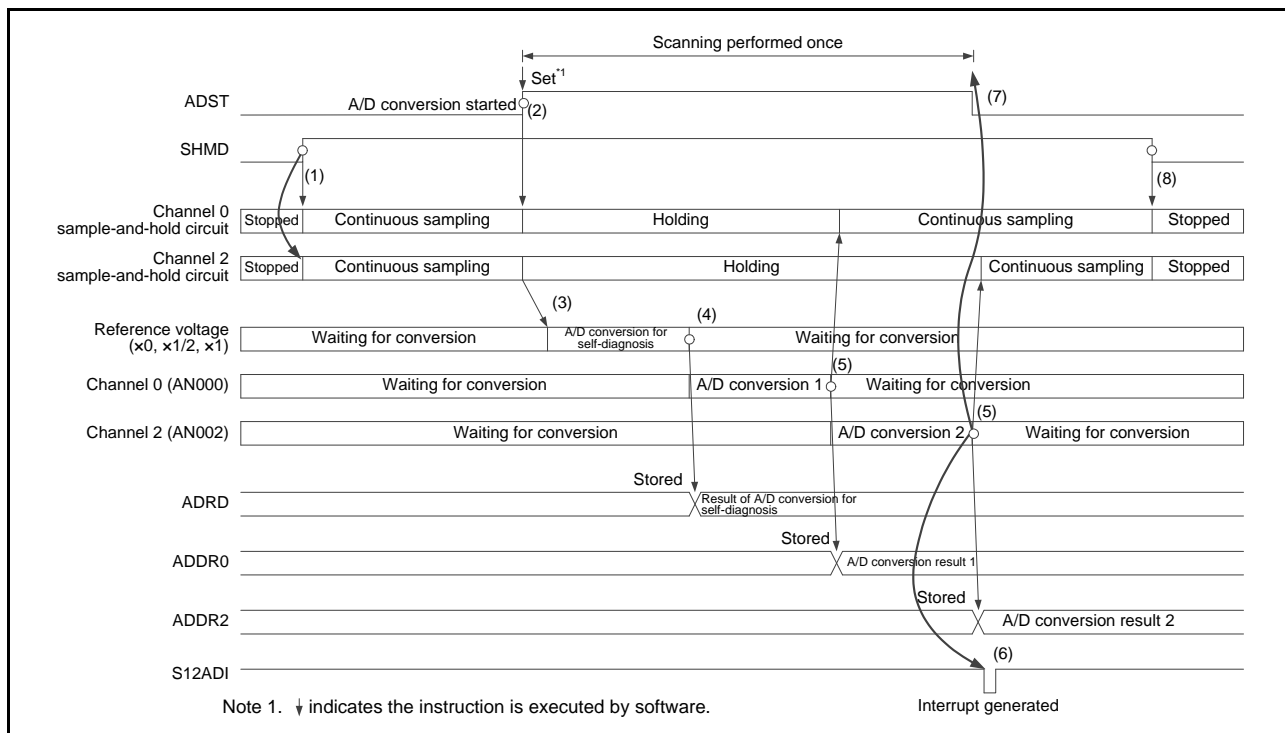 Scanning performed once
Set*1
ADST
A/D conversion started
(2)
(7)
SHMD
(1)
(8)
Channel 0
sample-and-hold circuit
Stopped
Continuous sampling
Holding
Continuous sampling
Stopped
Channel 2
sample-and-hold circuit
Stopped
Continuous sampling
Holding
Continuous sampling
Stopped
(3)
(4)
Reference voltage
(×0, ×1/2, ×1)
Waiting for conversion
A/D conversion for
self-diagnosis
Waiting for conversion
Channel 0 (AN000)
Waiting for conversion
A/D conversion 1
(5)
Waiting for conversion
Channel 2 (AN002)
Waiting for conversion
A/D conversion 2
(5)
Waiting for conversion
Stored
ADRD
Result of A/D conversion for
self-diagnosis
Stored
ADDR0
A/D conversion result 1
Stored
ADDR2
A/D conversion result 2
S12ADI
(6)
Interrupt generated
Note 1. ↓ indicates the instruction is executed by software.